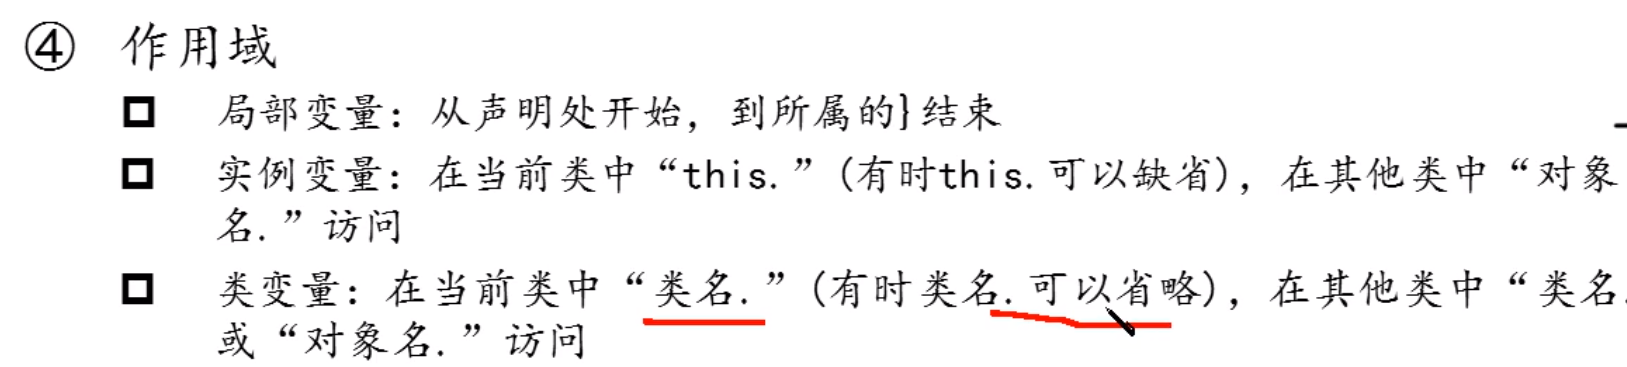 ④ 作用域
局部变量：从声明处开始，到所属的}结束
实例变量：在当前类中“this.”(有时this.可以缺省)，在其他类中“对象
名.”访问
类变量：在当前类中“类名.”(有时类名.可以省略)，在其他类中“类名.
或“对象名.”访问